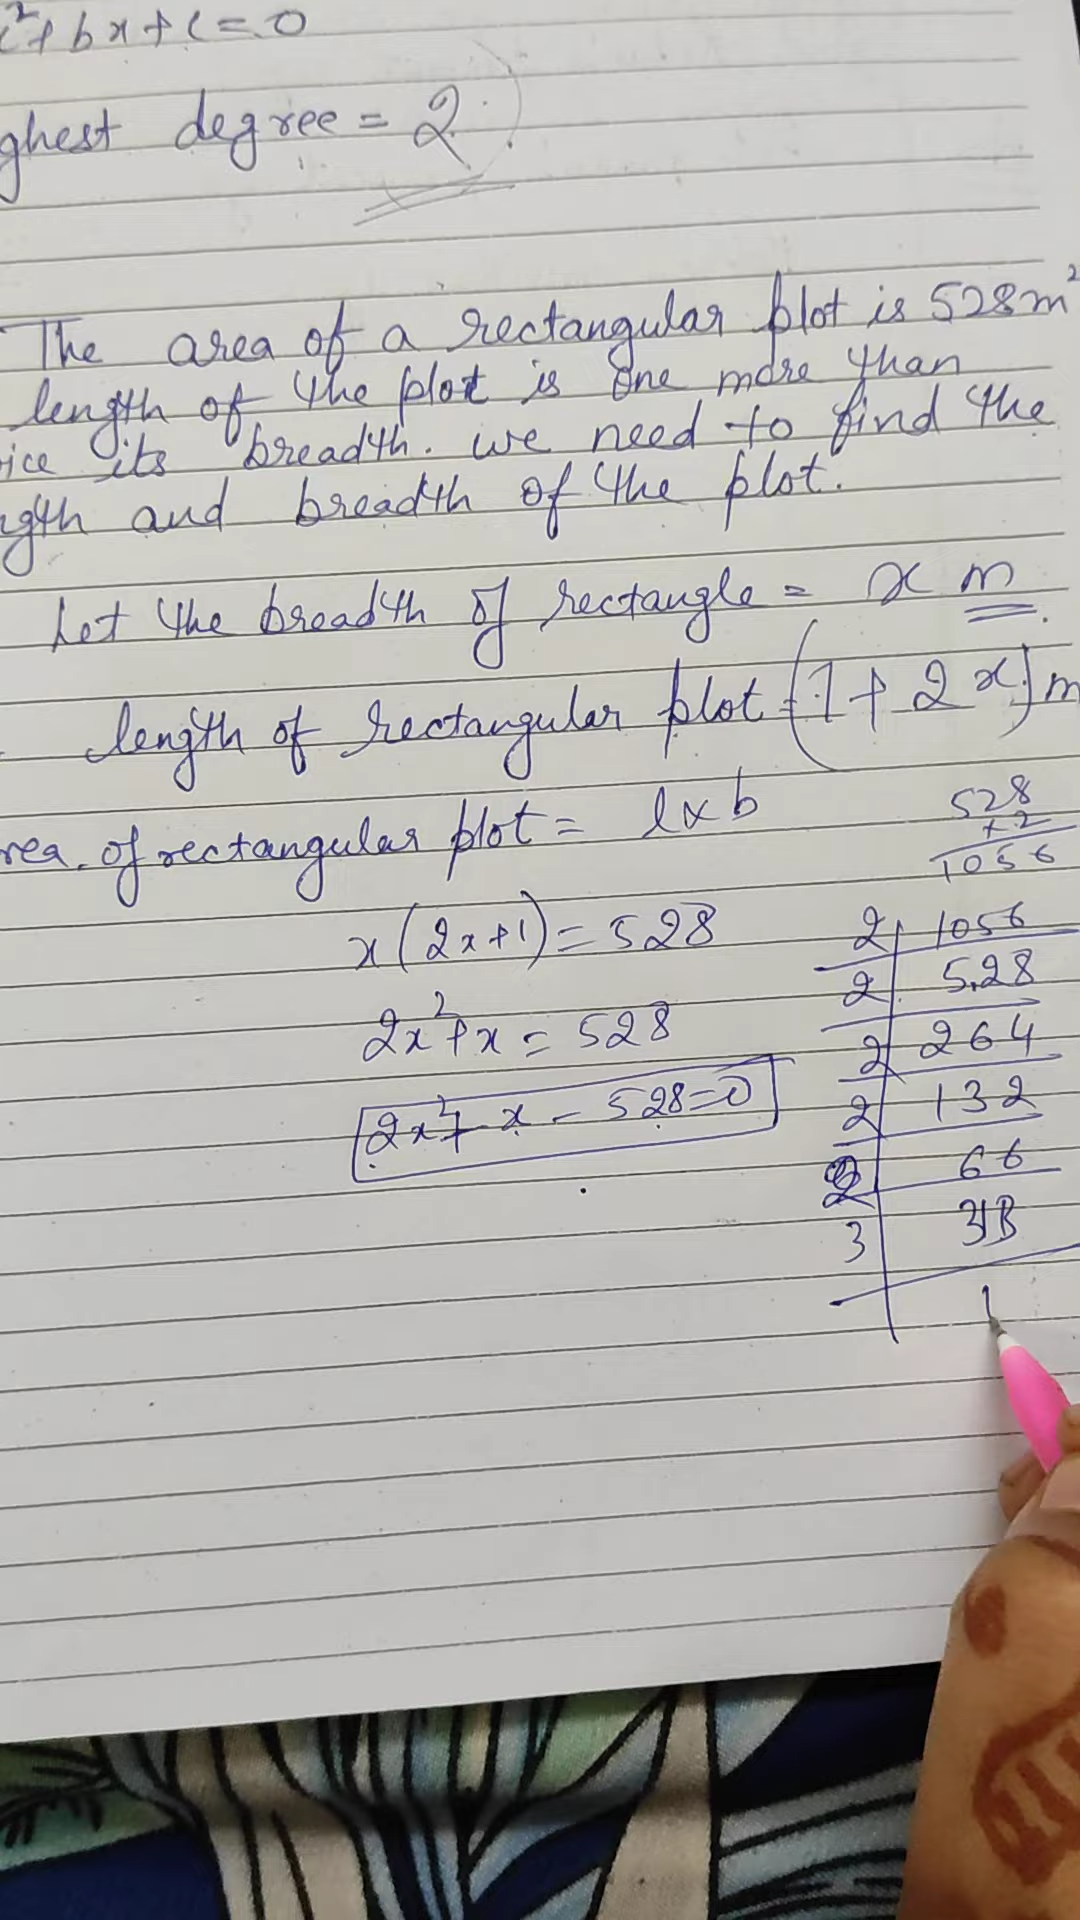 x²+bx+c=0
ghest degree = 2
The area of a rectangular plot is 528m²
length of the plot is one more than
ice its breadth. we need to find the
ngth and breadth of the plot.
Let the breadth of rectangle = x m
length of rectangular plot = (1+2x) m
rea of rectangular plot = l×b
528
×2
1056
x(2x+1)=528
2x²+x=528
2x²+x-528=0
2 1056
2 528
2 264
2 132
2 66
3
1